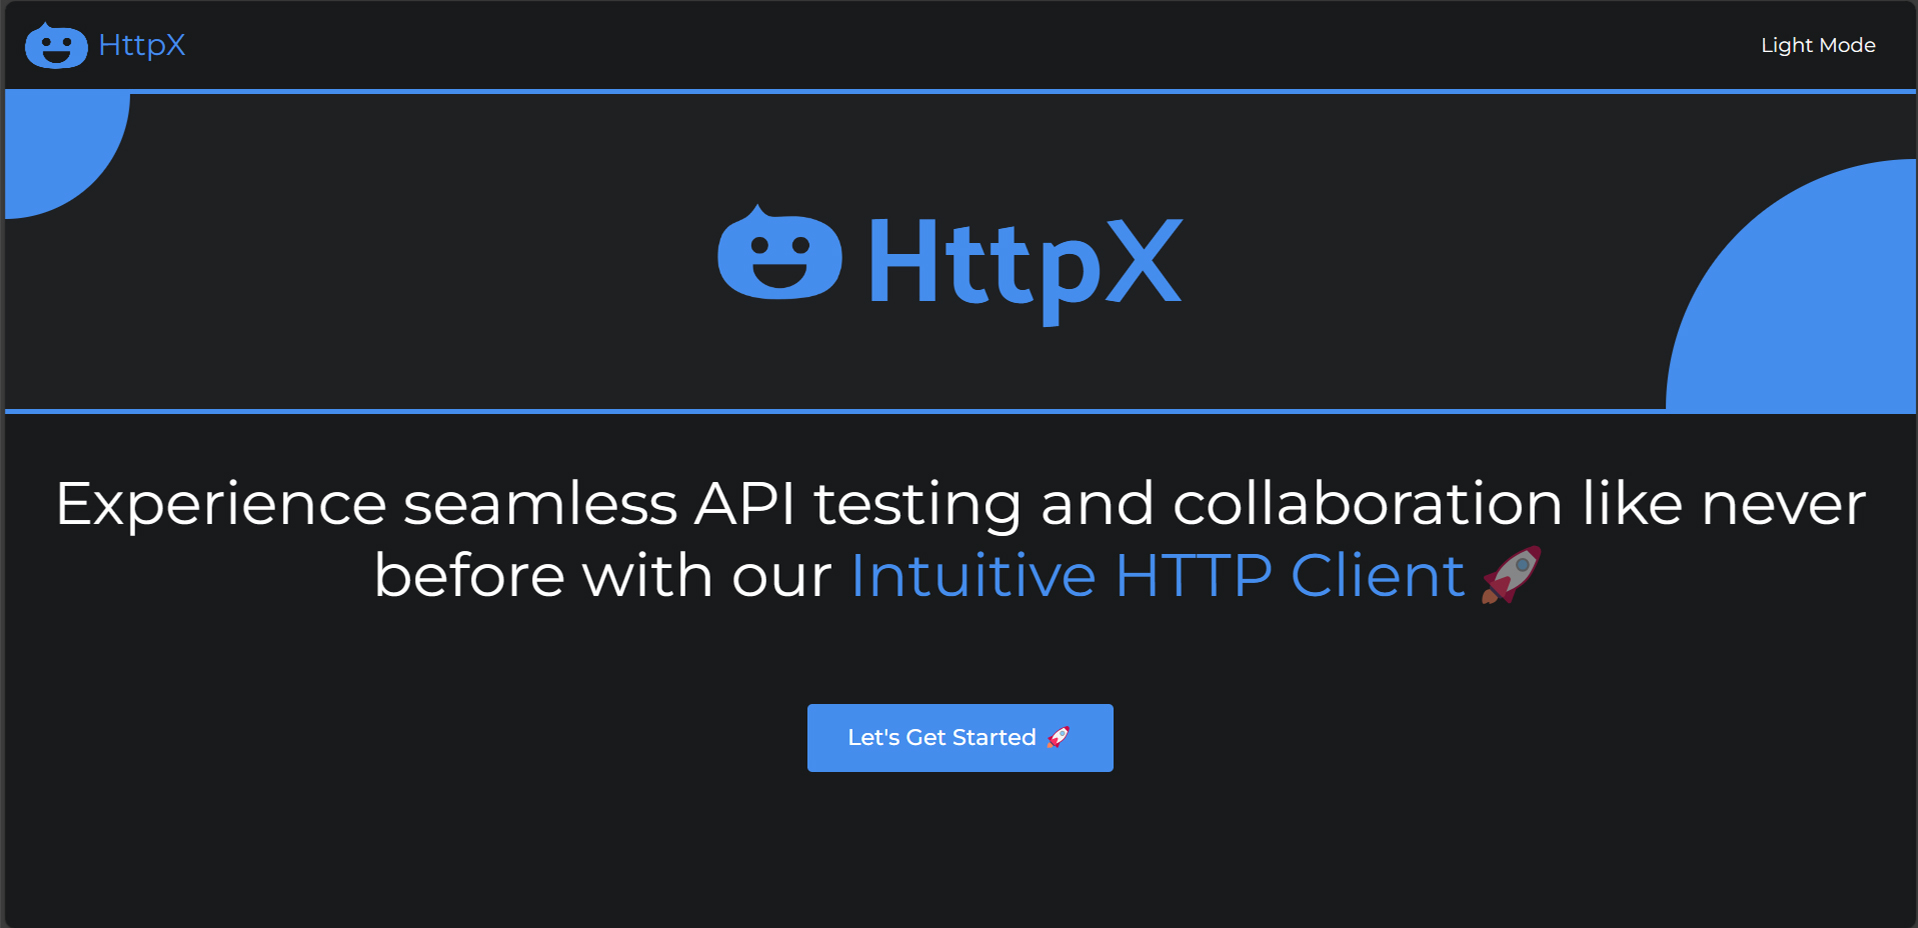 HttpX
Light Mode
HttpX
Experience seamless API testing and collaboration like never
before with our Intuitive HTTP Client 🚀
Let's Get Started 🚀